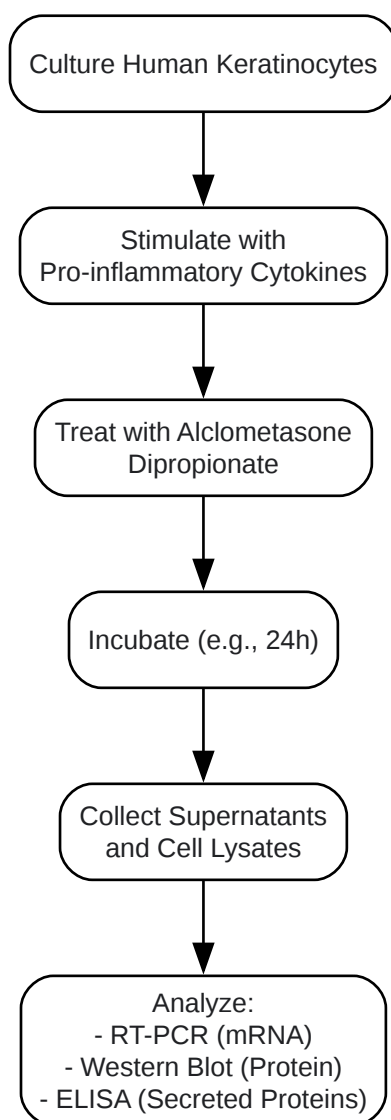 Culture Human Keratinocytes
Stimulate with
Pro-inflammatory Cytokines
Treat with Alclometasone
Dipropionate
Incubate (e.g., 24h)
Collect Supernatants
and Cell Lysates
Analyze:
- RT-PCR (mRNA)
- Western Blot (Protein)
- ELISA (Secreted Proteins)